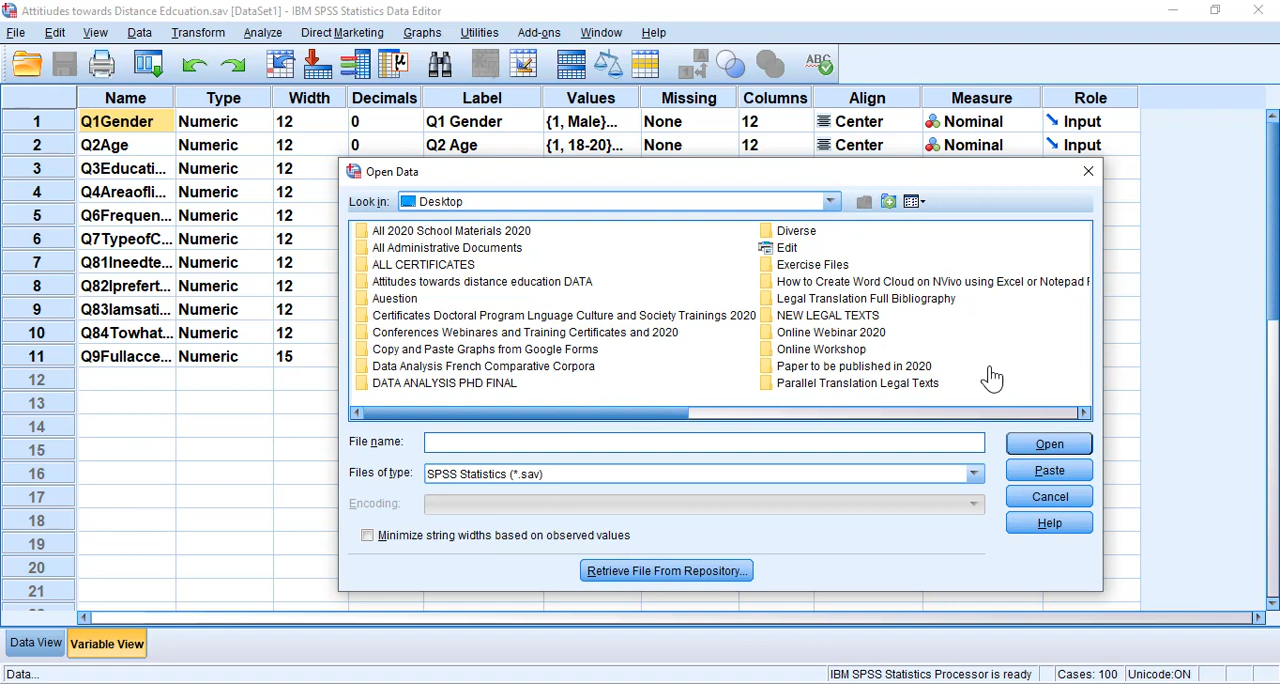 Attitiudes towards Distance Edcuation.sav [DataSet1] - IBM SPSS Statistics Data Editor
File Edit View Data Transform Analyze Direct Marketing Graphs Utilities Add-ons Window Help
Name Type Width Decimals Label Values Missing Columns Align Measure Role
1 Q1Gender Numeric 12 0 Q1 Gender {1, Male}... None 12 Center Nominal Input
2 Q2Age Numeric 12 0 Q2 Age {1, 18-20}... None 12 Center Nominal Input
3 Q3Educati... Numeric 12
4 Q4Areaofli... Numeric 12
5 Q6Frequen... Numeric 12
6 Q7TypeofC... Numeric 12
7 Q81Ineedte... Numeric 12
8 Q82Iprefert... Numeric 12
9 Q83Iamsati... Numeric 12
10 Q84Towhat... Numeric 12
11 Q9Fullacce... Numeric 15
12
13
14
15
16
17
18
19
20
21
Open Data
Look in: Desktop
All 2020 School Materials 2020
All Administrative Documents
ALL CERTIFICATES
Attitudes towards distance education DATA
Auestion
Certificates Doctoral Program Lnguage Culture and Society Trainings 2020
Conferences Webinares and Training Certificates and 2020
Copy and Paste Graphs from Google Forms
Data Analysis French Comparative Corpora
DATA ANALYSIS PHD FINAL
Diverse
Edit
Exercise Files
How to Create Word Cloud on NVivo using Excel or Notepad
Legal Translation Full Bibliography
NEW LEGAL TEXTS
Online Webinar 2020
Online Workshop
Paper to be published in 2020
Parallel Translation Legal Texts
File name:
Open
Files of type: SPSS Statistics (*.sav)
Paste
Encoding:
Cancel
Help
Minimize string widths based on observed values
Retrieve File From Repository...
Data View Variable View
Data... IBM SPSS Statistics Processor is ready Cases: 100 Unicode:ON